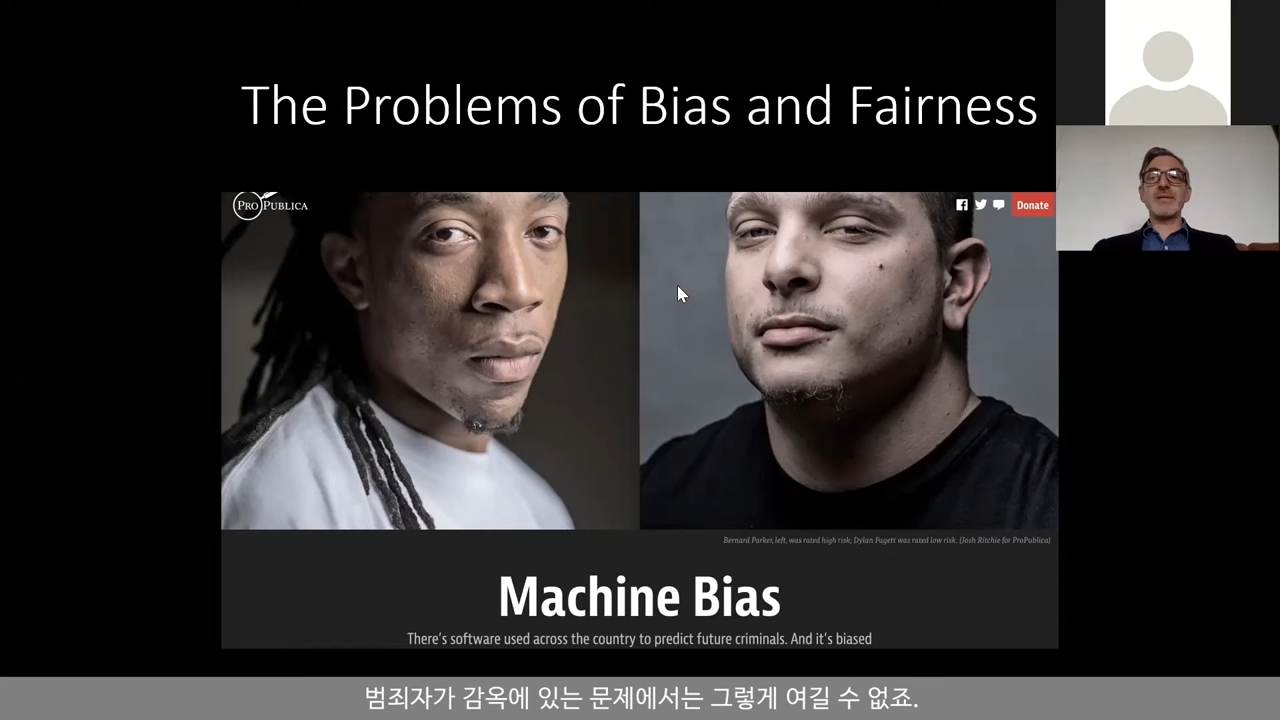 The Problems of Bias and Fairness
PROPUBLICA
Donate
Bernard Parker, left, was rated high risk; Dylan Fugett was rated low risk. (Josh Ritchie for ProPublica)
Machine Bias
There's software used across the country to predict future criminals. And it's biased
범죄자가 감옥에 있는 문제에서는 그렇게 여길 수 없죠.